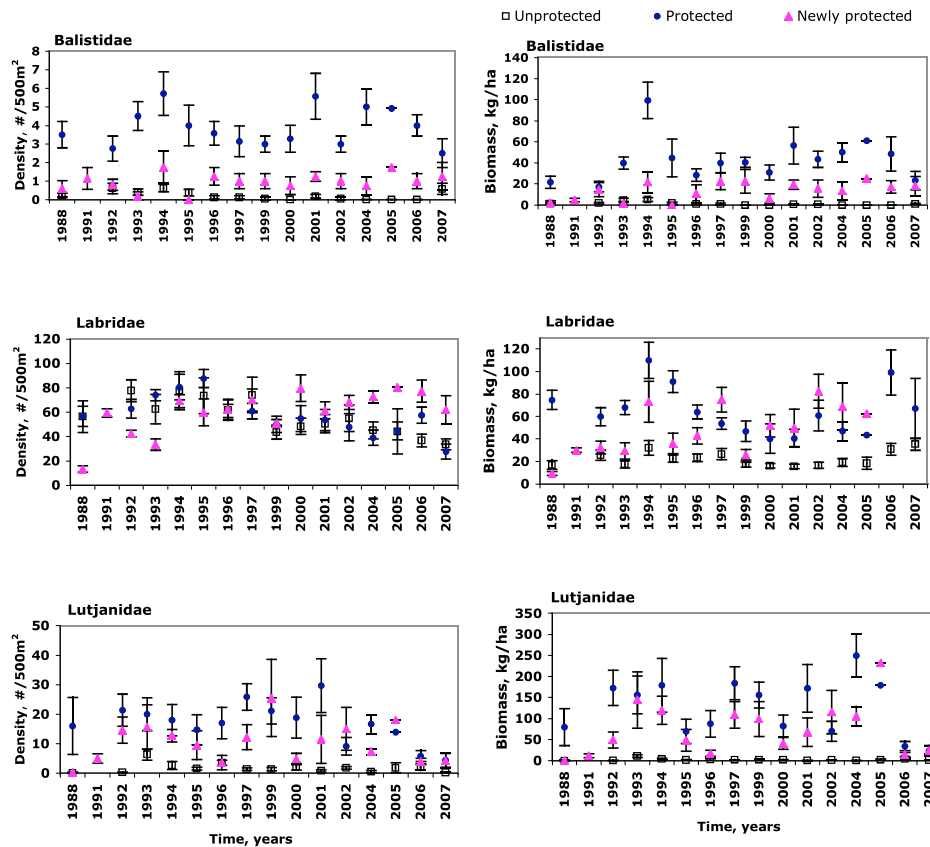 Unprotected Protected Newly protected
Balistidae
Density, #/500m²
8
7
6
5
4
3
2
1
0
1988 1991 1992 1993 1994 1995 1996 1997 1999 2000 2001 2002 2004 2005 2006 2007
Balistidae
Biomass, kg/ha
140
120
100
80
60
40
20
0
1988 1991 1992 1993 1994 1995 1996 1997 1999 2000 2001 2002 2004 2005 2006 2007
Labridae
Density, #/500m²
120
100
80
60
40
20
0
1988 1991 1992 1993 1994 1995 1996 1997 1999 2000 2001 2002 2004 2005 2006 2007
Labridae
Biomass, kg/ha
120
100
80
60
40
20
0
1988 1991 1992 1993 1994 1995 1996 1997 1999 2000 2001 2002 2004 2005 2006 2007
Lutjanidae
Density, #/500m²
50
40
30
20
10
0
1988 1991 1992 1993 1994 1995 1996 1997 1999 2000 2001 2002 2004 2005 2006 2007
Time, years
Lutjanidae
Biomass, kg/ha
350
300
250
200
150
100
50
0
1988 1991 1992 1993 1994 1995 1996 1997 1999 2000 2001 2002 2004 2005 2006 2007
Time, years